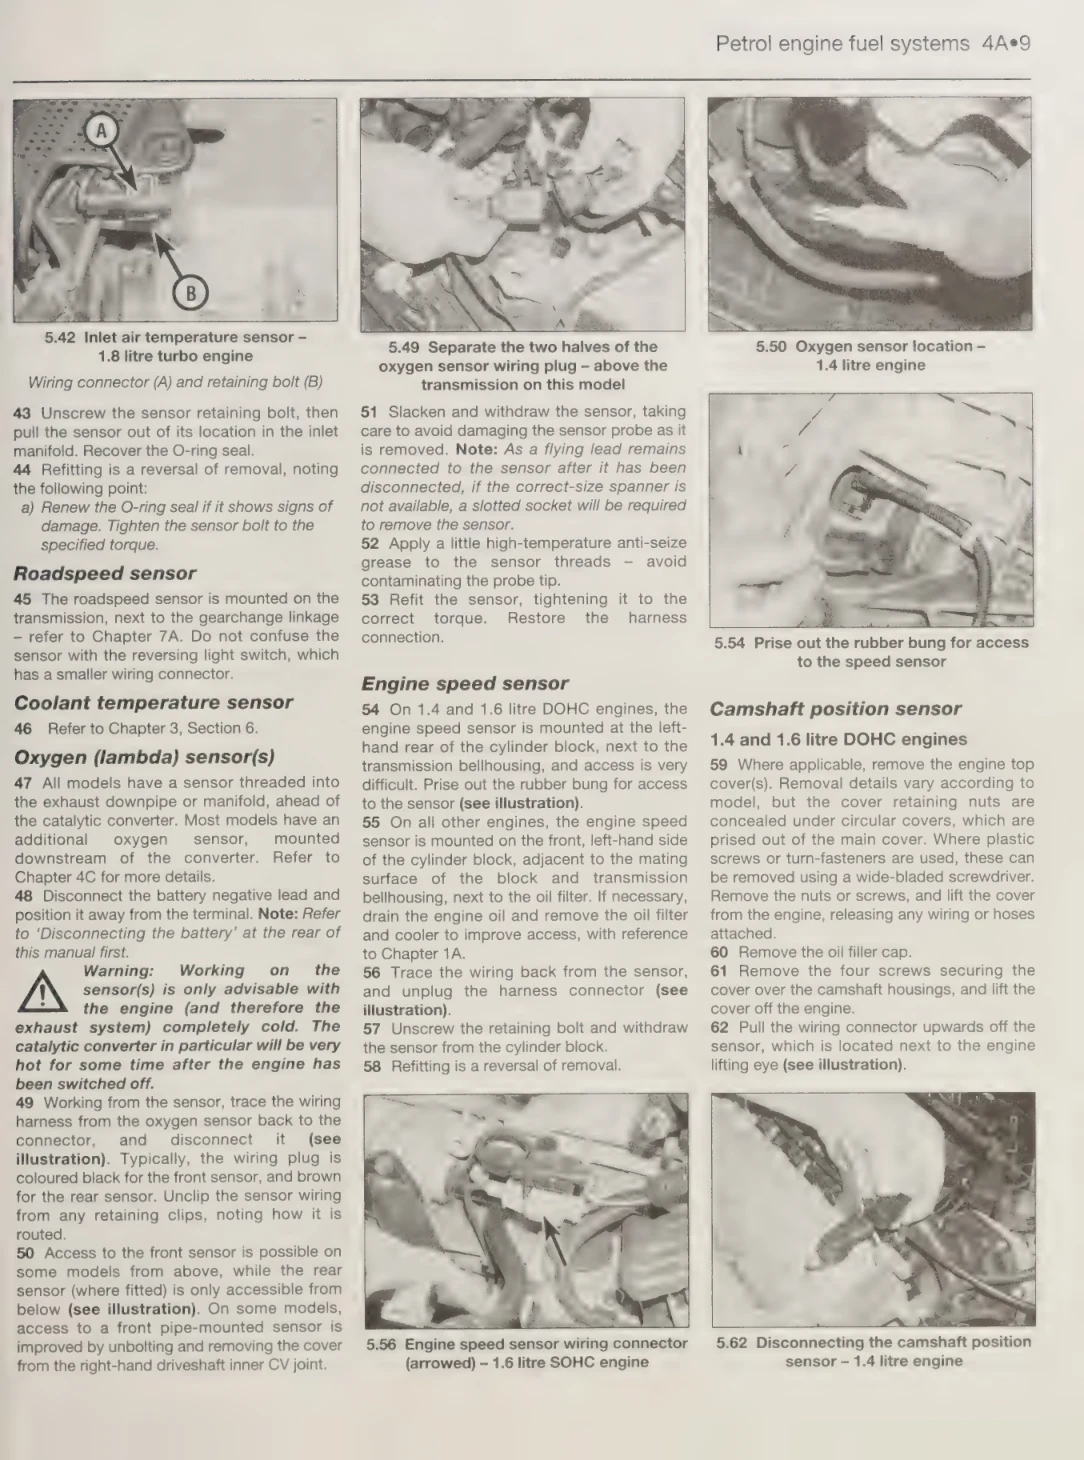 Petrol engine fuel systems 4A•9
A
B
5.42 Inlet air temperature sensor –
1.8 litre turbo engine
Wiring connector (A) and retaining bolt (B)
43 Unscrew the sensor retaining bolt, then
pull the sensor out of its location in the inlet
manifold. Recover the O-ring seal.
44 Refitting is a reversal of removal, noting
the following point:
a) Renew the O-ring seal if it shows signs of
damage. Tighten the sensor bolt to the
specified torque.
Roadspeed sensor
45 The roadspeed sensor is mounted on the
transmission, next to the gearchange linkage
– refer to Chapter 7A. Do not confuse the
sensor with the reversing light switch, which
has a smaller wiring connector.
Coolant temperature sensor
46 Refer to Chapter 3, Section 6.
Oxygen (lambda) sensor(s)
47 All models have a sensor threaded into
the exhaust downpipe or manifold, ahead of
the catalytic converter. Most models have an
additional oxygen sensor, mounted
downstream of the converter. Refer to
Chapter 4C for more details.
48 Disconnect the battery negative lead and
position it away from the terminal. Note: Refer
to 'Disconnecting the battery' at the rear of
this manual first.
Warning: Working on the
sensor(s) is only advisable with
the engine (and therefore the
exhaust system) completely cold. The
catalytic converter in particular will be very
hot for some time after the engine has
been switched off.
49 Working from the sensor, trace the wiring
harness from the oxygen sensor back to the
connector, and disconnect it (see
illustration). Typically, the wiring plug is
coloured black for the front sensor, and brown
for the rear sensor. Unclip the sensor wiring
from any retaining clips, noting how it is
routed.
50 Access to the front sensor is possible on
some models from above, while the rear
sensor (where fitted) is only accessible from
below (see illustration). On some models,
access to a front pipe-mounted sensor is
improved by unbolting and removing the cover
from the right-hand driveshaft inner CV joint.
5.49 Separate the two halves of the
oxygen sensor wiring plug – above the
transmission on this model
51 Slacken and withdraw the sensor, taking
care to avoid damaging the sensor probe as it
is removed. Note: As a flying lead remains
connected to the sensor after it has been
disconnected, if the correct-size spanner is
not available, a slotted socket will be required
to remove the sensor.
52 Apply a little high-temperature anti-seize
grease to the sensor threads – avoid
contaminating the probe tip.
53 Refit the sensor, tightening it to the
correct torque. Restore the harness
connection.
Engine speed sensor
54 On 1.4 and 1.6 litre DOHC engines, the
engine speed sensor is mounted at the left-
hand rear of the cylinder block, next to the
transmission bellhousing, and access is very
difficult. Prise out the rubber bung for access
to the sensor (see illustration).
55 On all other engines, the engine speed
sensor is mounted on the front, left-hand side
of the cylinder block, adjacent to the mating
surface of the block and transmission
bellhousing, next to the oil filter. If necessary,
drain the engine oil and remove the oil filter
and cooler to improve access, with reference
to Chapter 1A.
56 Trace the wiring back from the sensor,
and unplug the harness connector (see
illustration).
57 Unscrew the retaining bolt and withdraw
the sensor from the cylinder block.
58 Refitting is a reversal of removal.
5.56 Engine speed sensor wiring connector
(arrowed) – 1.6 litre SOHC engine
5.50 Oxygen sensor location –
1.4 litre engine
5.54 Prise out the rubber bung for access
to the speed sensor
Camshaft position sensor
1.4 and 1.6 litre DOHC engines
59 Where applicable, remove the engine top
cover(s). Removal details vary according to
model, but the cover retaining nuts are
concealed under circular covers, which are
prised out of the main cover. Where plastic
screws or turn-fasteners are used, these can
be removed using a wide-bladed screwdriver.
Remove the nuts or screws, and lift the cover
from the engine, releasing any wiring or hoses
attached.
60 Remove the oil filler cap.
61 Remove the four screws securing the
cover over the camshaft housings, and lift the
cover off the engine.
62 Pull the wiring connector upwards off the
sensor, which is located next to the engine
lifting eye (see illustration).
5.62 Disconnecting the camshaft position
sensor – 1.4 litre engine